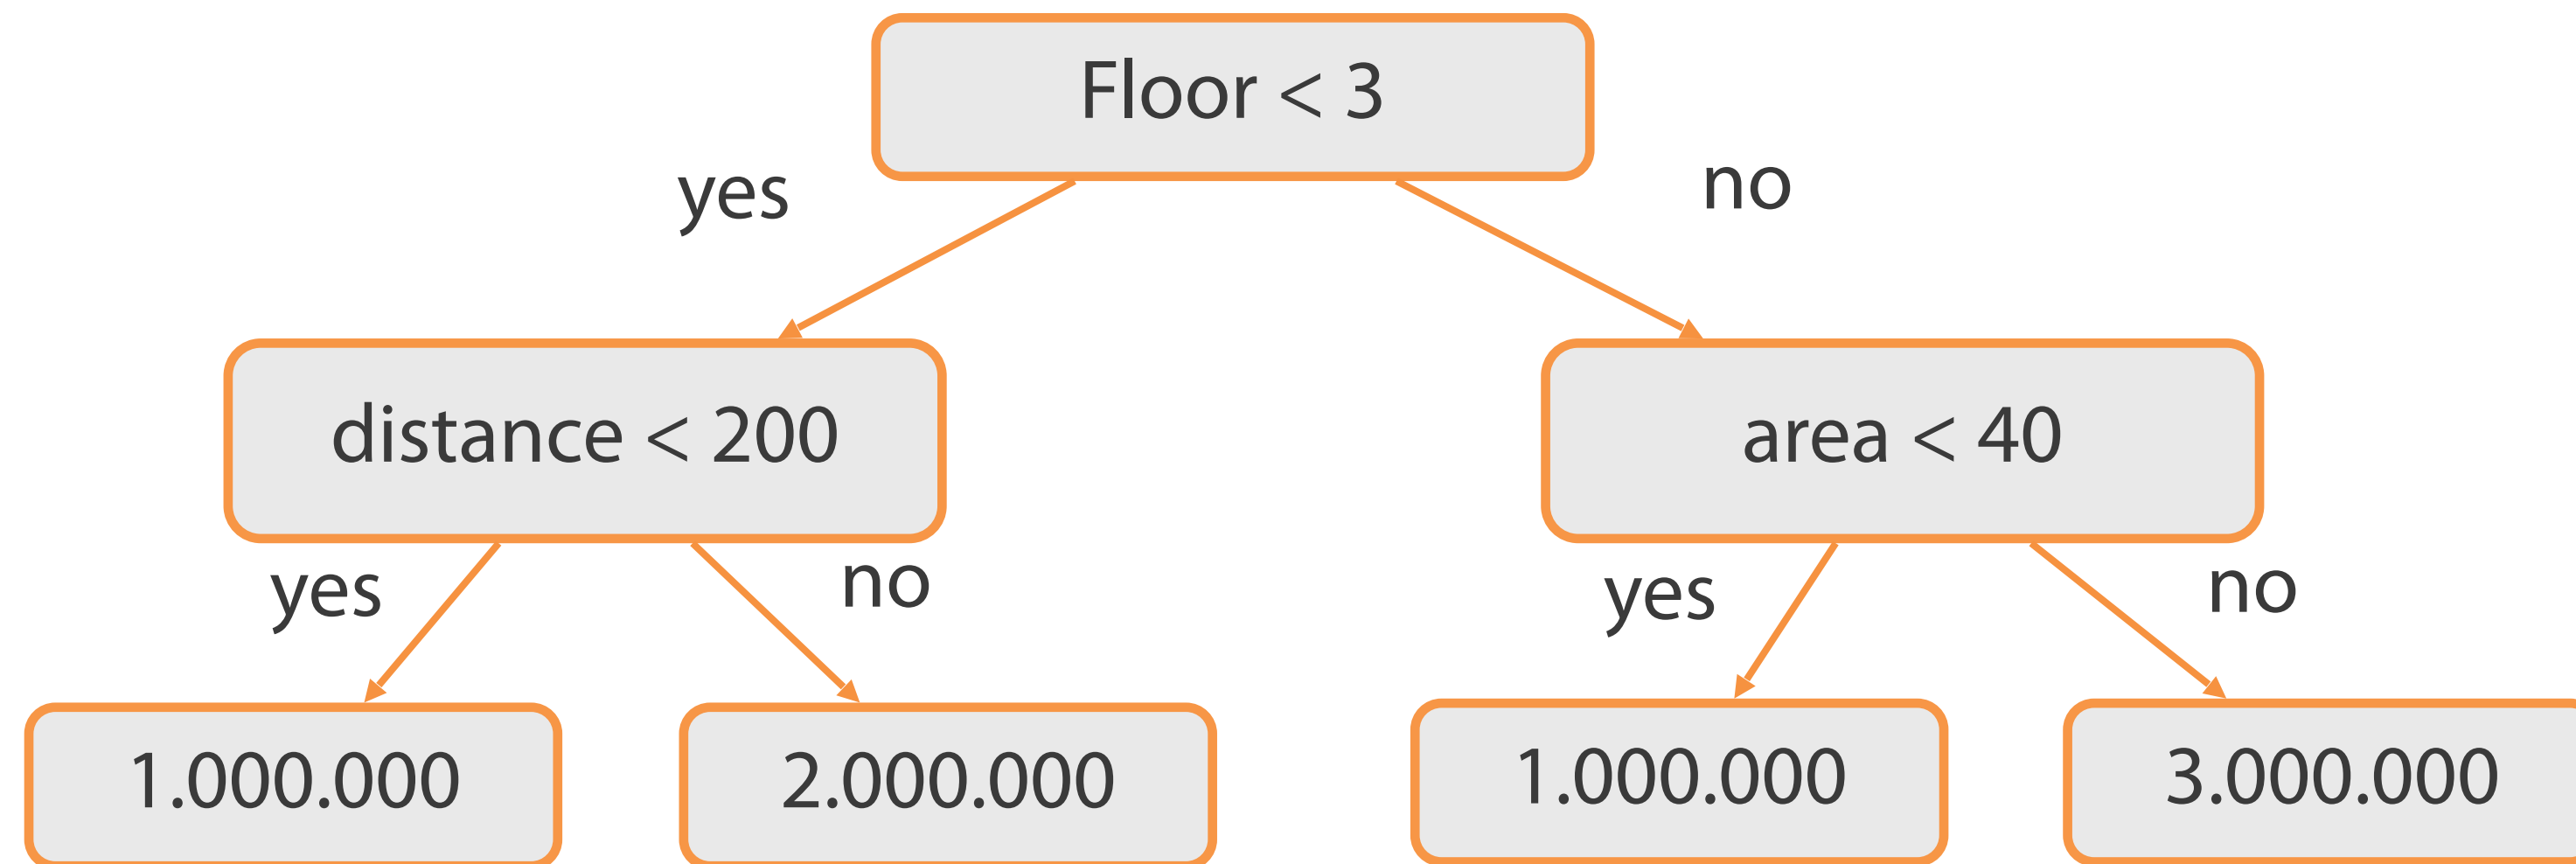 Floor < 3
yes
no
distance < 200
area < 40
yes
no
yes
no
1.000.000
2.000.000
1.000.000
3.000.000